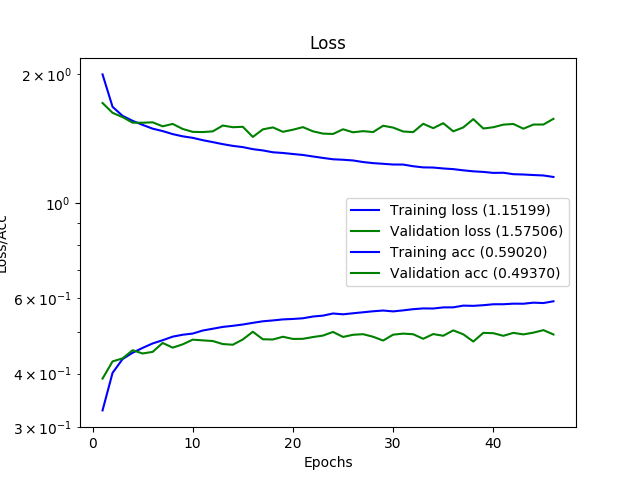 Loss
2 × 10⁰
10⁰
6 × 10⁻¹
4 × 10⁻¹
3 × 10⁻¹
Training loss (1.15199)
Validation loss (1.57506)
Training acc (0.59020)
Validation acc (0.49370)
0 10 20 30 40
Epochs
Loss/Acc